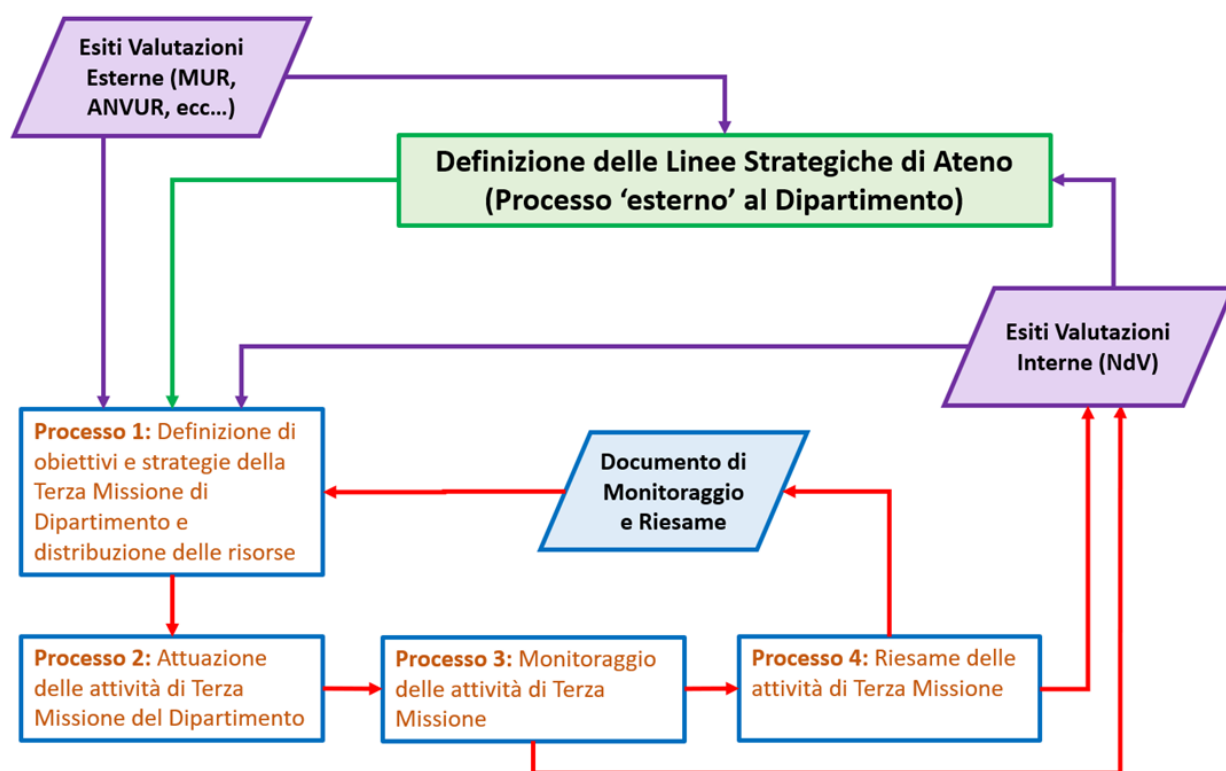 Esiti Valutazioni
Esterne (MUR,
ANVUR, ecc...)
Definizione delle Linee Strategiche di Ateno
(Processo ‘esterno’ al Dipartimento)
Esiti Valutazioni
Interne (NdV)
Processo 1: Definizione di
obiettivi e strategie della
Terza Missione di
Dipartimento e
distribuzione delle risorse
Documento di
Monitoraggio
e Riesame
Processo 2: Attuazione
delle attività di Terza
Missione del Dipartimento
Processo 3: Monitoraggio
delle attività di Terza
Missione
Processo 4: Riesame delle
attività di Terza Missione